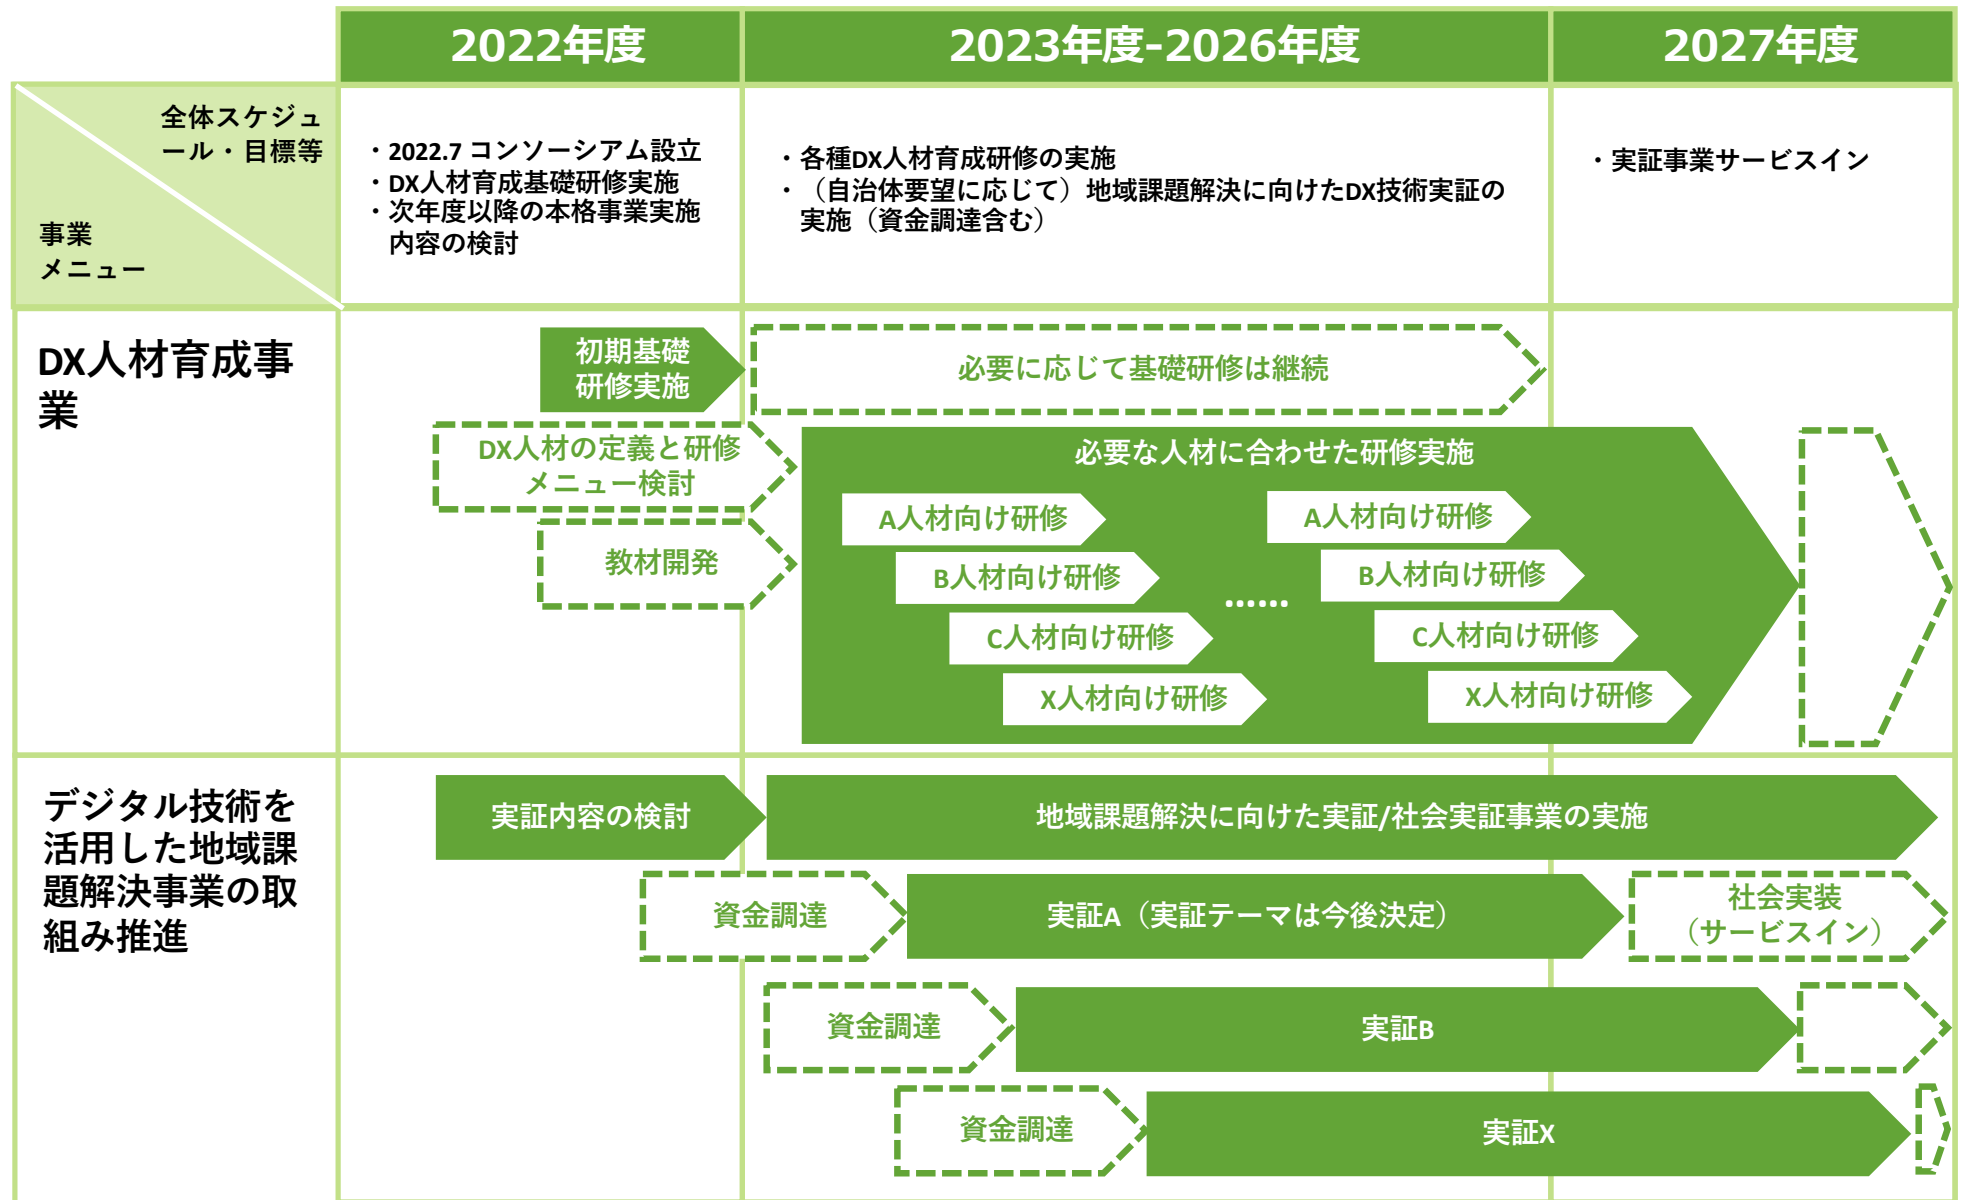 2022年度
2023年度-2026年度
2027年度
全体スケジュ
ール・目標等
事業
メニュー
・2022.7 コンソーシアム設立
・DX人材育成基礎研修実施
・次年度以降の本格事業実施
内容の検討
・各種DX人材育成研修の実施
・（自治体要望に応じて）地域課題解決に向けたDX技術実証の
実施（資金調達含む）
・実証事業サービスイン
DX人材育成事
業
初期基礎
研修実施
必要に応じて基礎研修は継続
DX人材の定義と研修
メニュー検討
教材開発
必要な人材に合わせた研修実施
A人材向け研修
B人材向け研修
C人材向け研修
X人材向け研修
……
A人材向け研修
B人材向け研修
C人材向け研修
X人材向け研修
デジタル技術を
活用した地域課
題解決事業の取
組み推進
実証内容の検討
地域課題解決に向けた実証/社会実証事業の実施
資金調達
実証A（実証テーマは今後決定）
社会実装
（サービスイン）
資金調達
実証B
資金調達
実証X